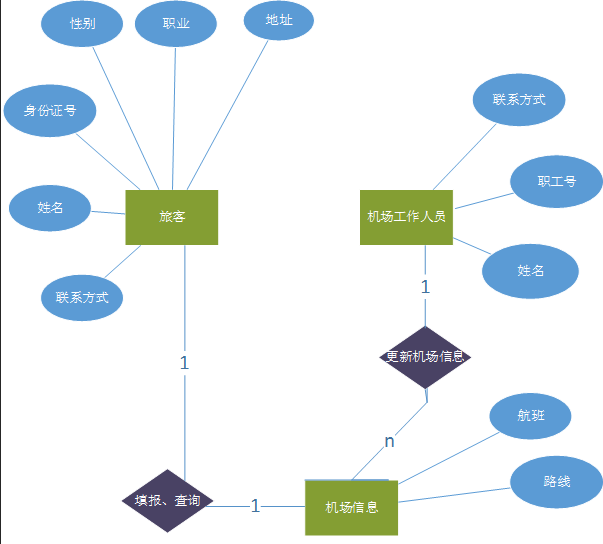 性别
职业
地址
身份证号
联系方式
职工号
姓名
旅客
机场工作人员
姓名
联系方式
1
更新机场信息
1
航班
n
路线
填报、查询
1
机场信息